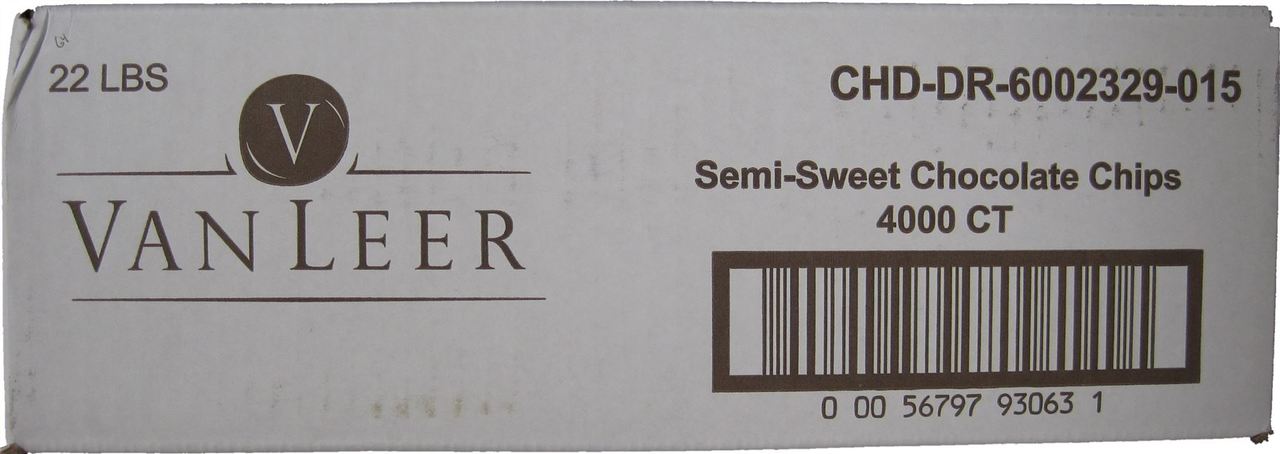 22 LBS
V
VAN LEER
CHD-DR-6002329-015
Semi-Sweet Chocolate Chips
4000 CT
0 00 56797 93063 1